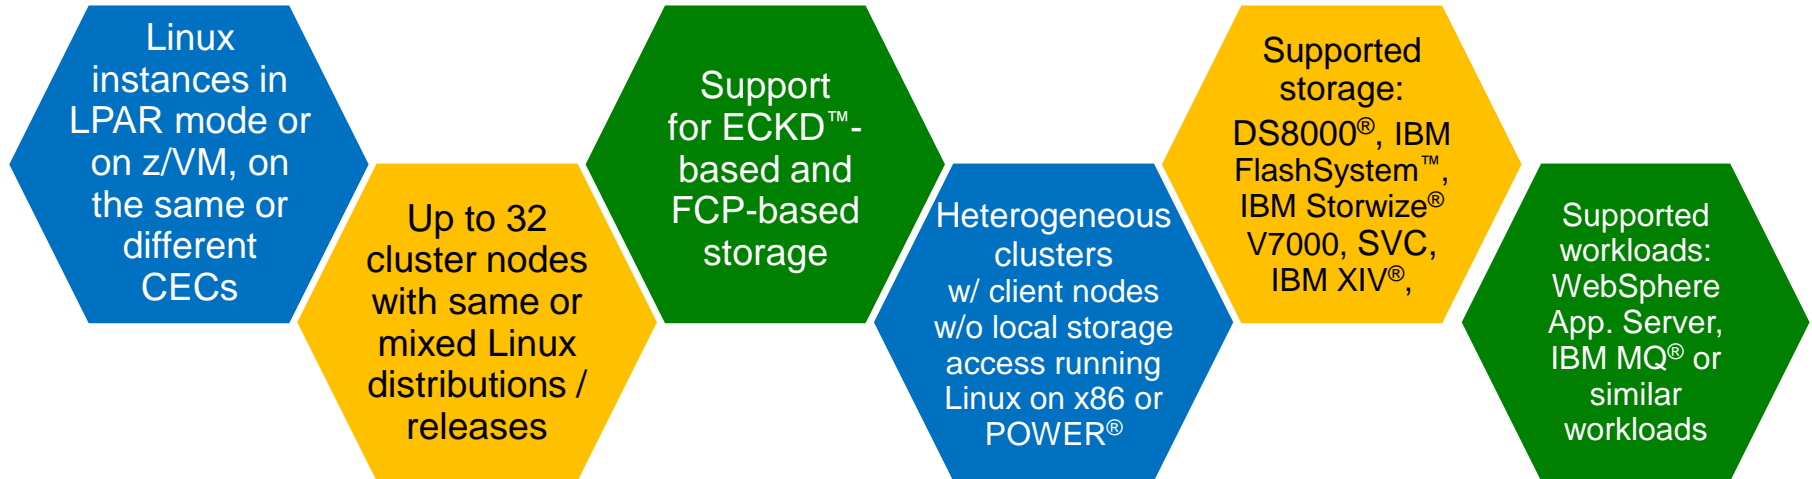 Linux
instances in
LPAR mode or
on z/VM, on
the same or
different
CECs
Up to 32
cluster nodes
with same or
mixed Linux
distributions /
releases
Support
for ECKD™-
based and
FCP-based
storage
Heterogeneous
clusters
w/ client nodes
w/o local storage
access running
Linux on x86 or
POWER®
Supported
storage:
DS8000®, IBM
FlashSystem™,
IBM Storwize®
V7000, SVC,
IBM XIV®,
Supported
workloads:
WebSphere
App. Server,
IBM MQ® or
similar
workloads